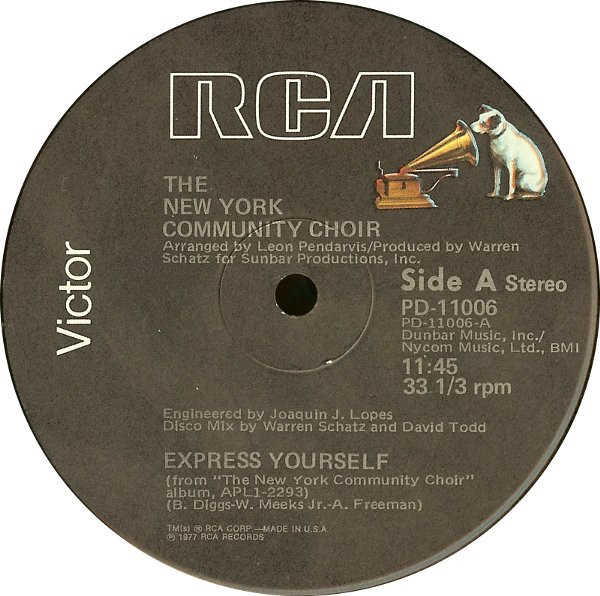 RCA
THE
NEW YORK
COMMUNITY CHOIR
Arranged by Leon Pendarvis/Produced by Warren
Schatz for Sunbar Productions, Inc.
Victor
Side A Stereo
PD-11006
PD-11006-A
Dunbar Music, Inc./
Nycom Music, Ltd., BMI
11:45
33 1/3 rpm
Engineered by Joaquin J. Lopes
Disco Mix by Warren Schatz and David Todd
EXPRESS YOURSELF
(from "The New York Community Choir"
album, APL1-2293)
(B. Diggs-W. Meeks Jr.-A. Freeman)
TM(s) ® RCA CORP.—MADE IN U.S.A.
℗ 1977 RCA RECORDS